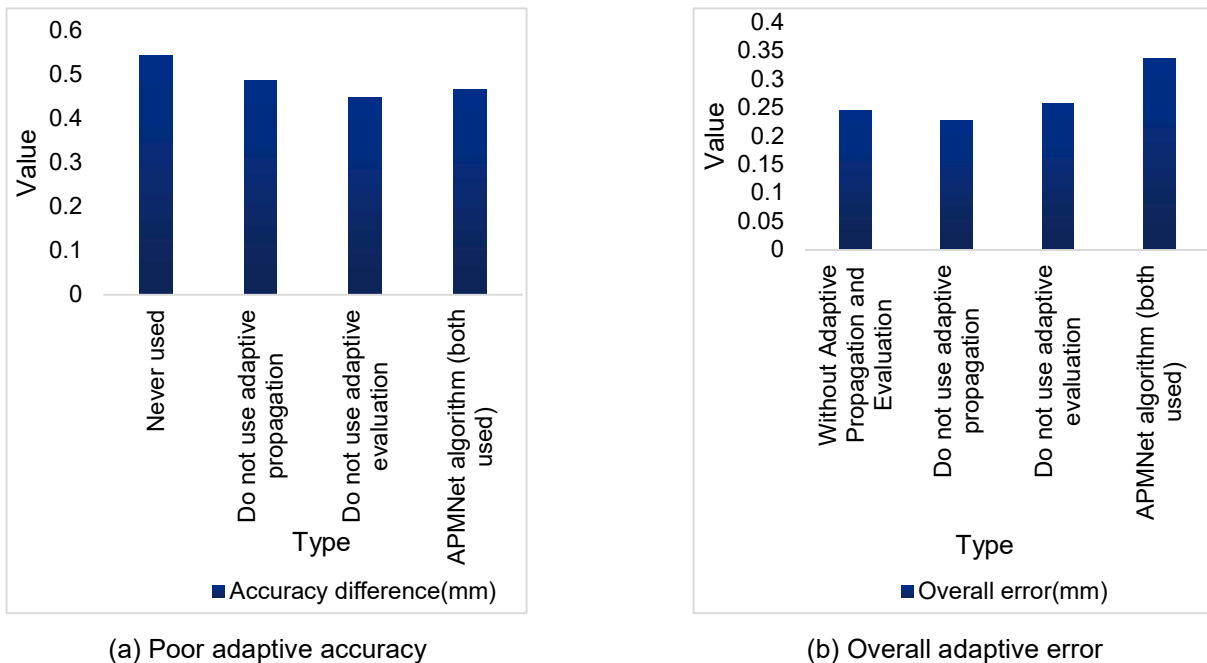 0.6
0.5
0.4
0.3
0.2
0.1
0
Value
Never used
Do not use adaptive
propagation
Do not use adaptive
evaluation
APMNet algorithm (both
used)
Type
Accuracy difference(mm)
(a) Poor adaptive accuracy
0.4
0.35
0.3
0.25
0.2
0.15
0.1
0.05
0
Value
Without Adaptive
Propagation and
Evaluation
Do not use adaptive
propagation
Do not use adaptive
evaluation
APMNet algorithm (both
used)
Type
Overall error(mm)
(b) Overall adaptive error